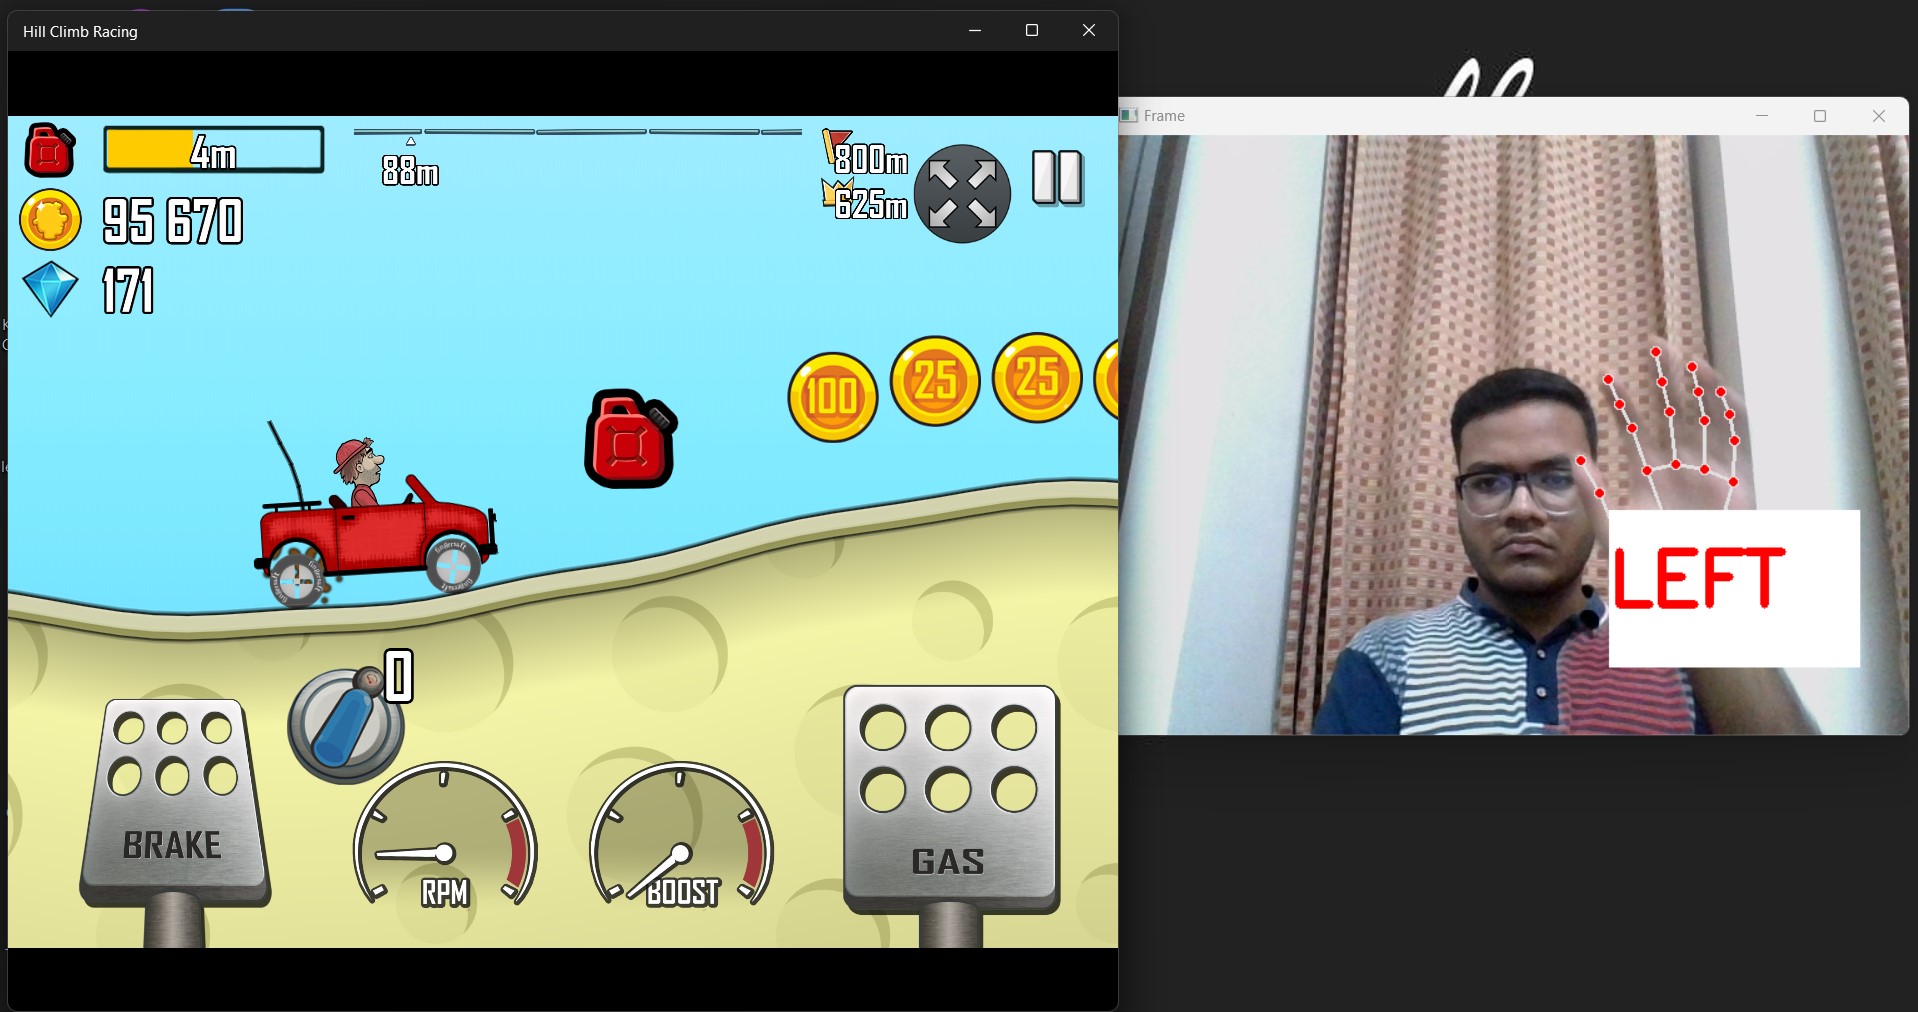 Hill Climb Racing
4m
88m
800m
625m
95 670
171
100
25
25
0
BRAKE
RPM
BOOST
GAS
Frame
LEFT